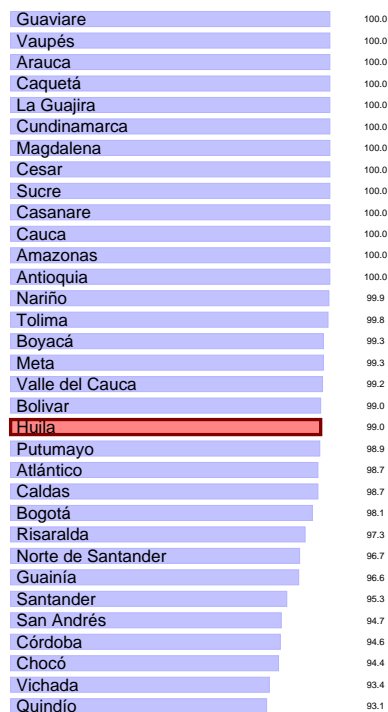 Guaviare 100.0
Vaupés 100.0
Arauca 100.0
Caquetá 100.0
La Guajira 100.0
Cundinamarca 100.0
Magdalena 100.0
Cesar 100.0
Sucre 100.0
Casanare 100.0
Cauca 100.0
Amazonas 100.0
Antioquia 100.0
Nariño 99.9
Tolima 99.8
Boyacá 99.3
Meta 99.3
Valle del Cauca 99.2
Bolivar 99.0
Huila 99.0
Putumayo 98.9
Atlántico 98.7
Caldas 98.7
Bogotá 98.1
Risaralda 97.3
Norte de Santander 96.7
Guainía 96.6
Santander 95.3
San Andrés 94.7
Córdoba 94.6
Chocó 94.4
Vichada 93.4
Quindío 93.1